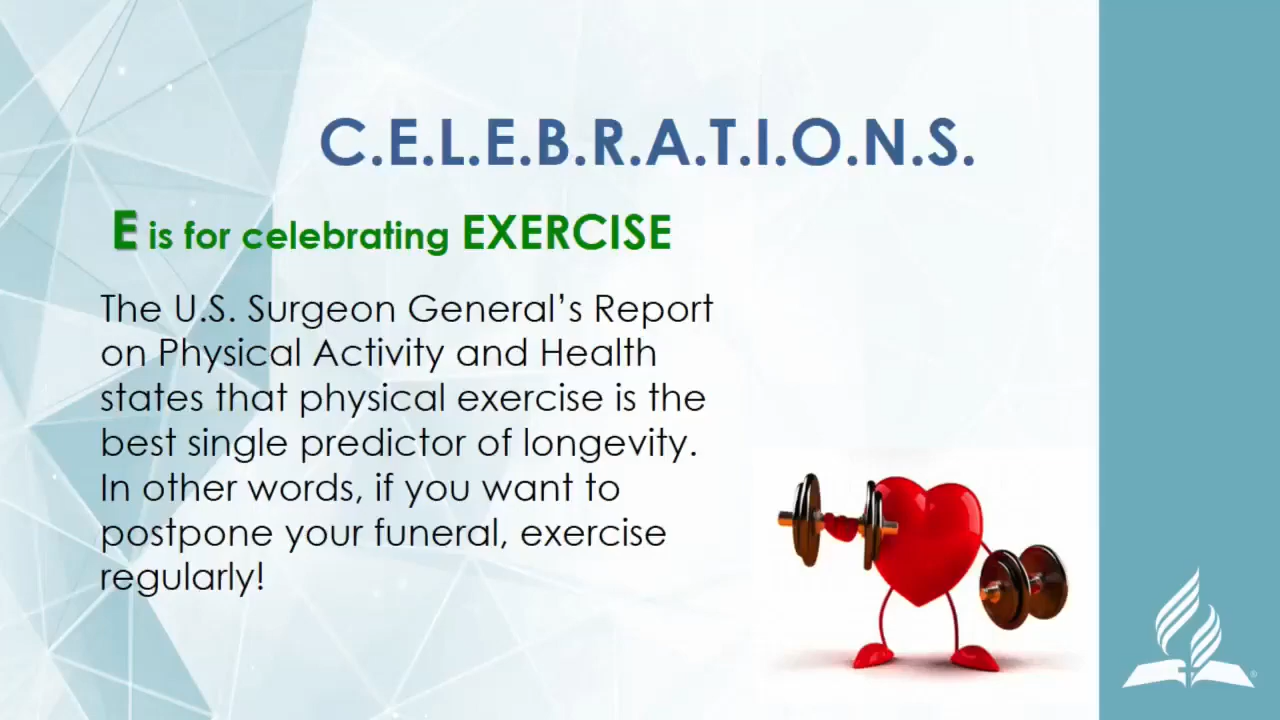 C.E.L.E.B.R.A.T.I.O.N.S.
E is for celebrating EXERCISE
The U.S. Surgeon General’s Report
on Physical Activity and Health
states that physical exercise is the
best single predictor of longevity.
In other words, if you want to
postpone your funeral, exercise
regularly!
®